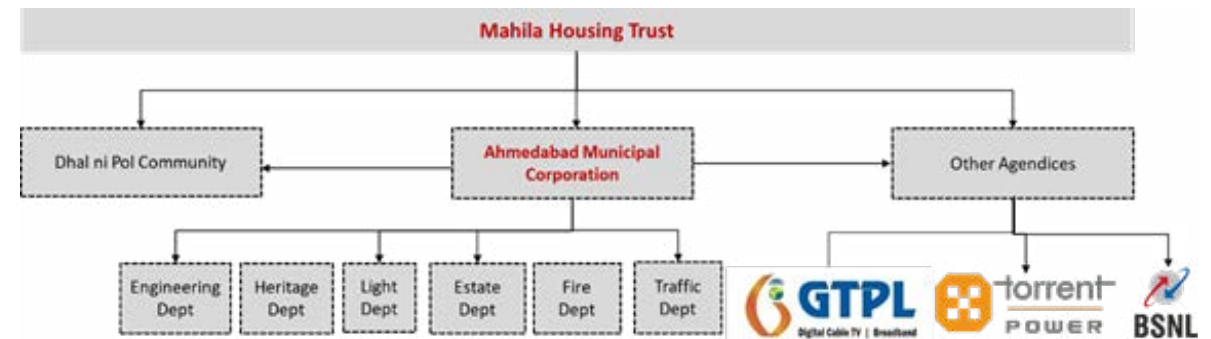 Mahila Housing Trust
Dhal ni Pol Community
Ahmedabad Municipal
Corporation
Other Agendices
Engineering
Dept
Heritage
Dept
Light
Dept
Estate
Dept
Fire
Dept
Traffic
Dept
GTPL
Digital Cable TV | Broadband
torrent
POWER
BSNL